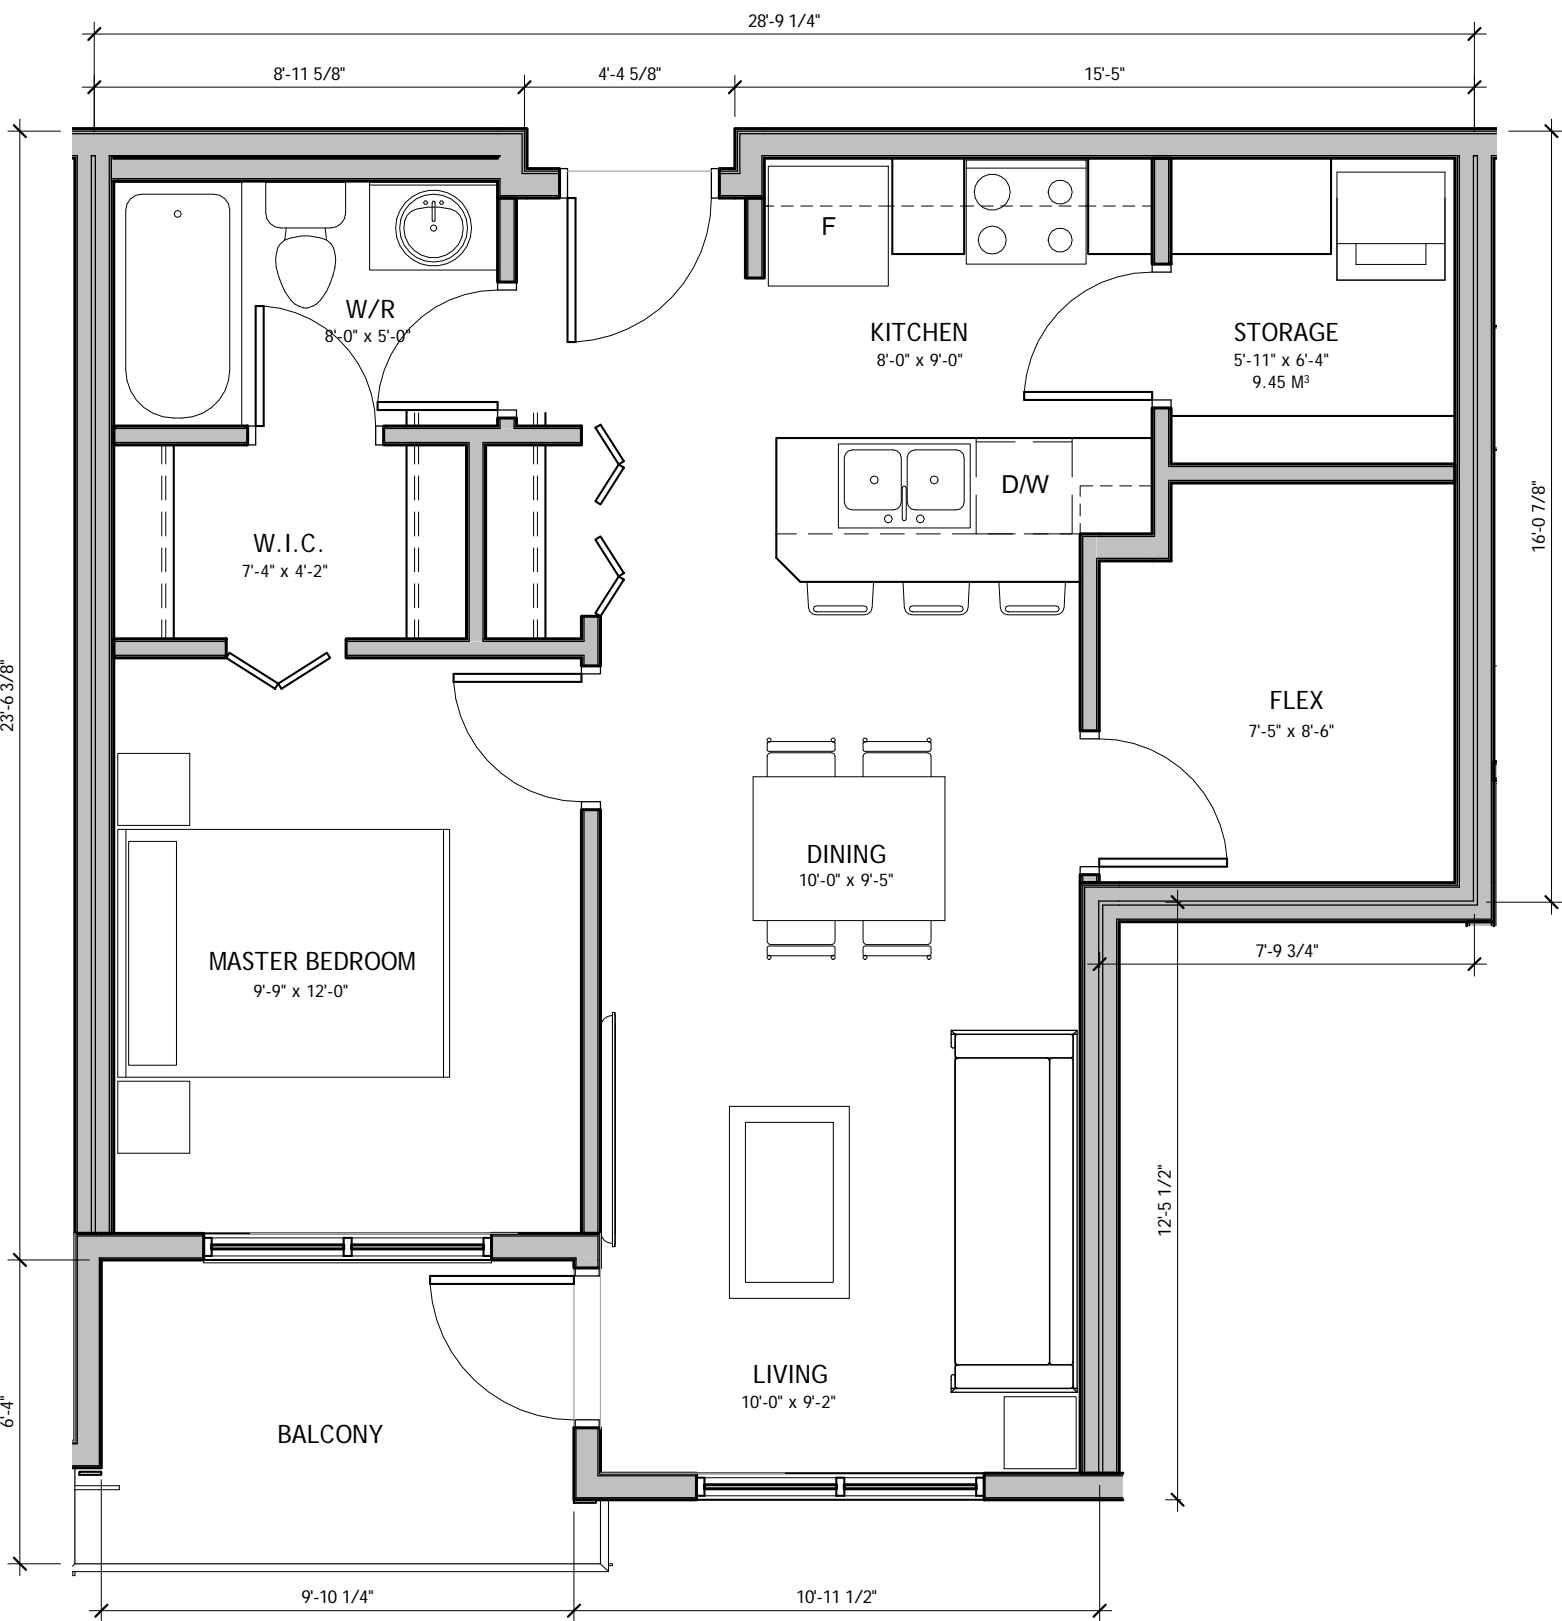 28'-9 1/4"
8'-11 5/8"
4'-4 5/8"
15'-5"
F
W/R
8'-0" x 5'-0"
KITCHEN
8'-0" x 9'-0"
STORAGE
5'-11" x 6'-4"
9.45 M³
D/W
16'-0 7/8"
W.I.C.
7'-4" x 4'-2"
23'-6 3/8"
FLEX
7'-5" x 8'-6"
DINING
10'-0" x 9'-5"
MASTER BEDROOM
9'-9" x 12'-0"
7'-9 3/4"
12'-5 1/2"
LIVING
10'-0" x 9'-2"
6'-4"
BALCONY
9'-10 1/4"
10'-11 1/2"